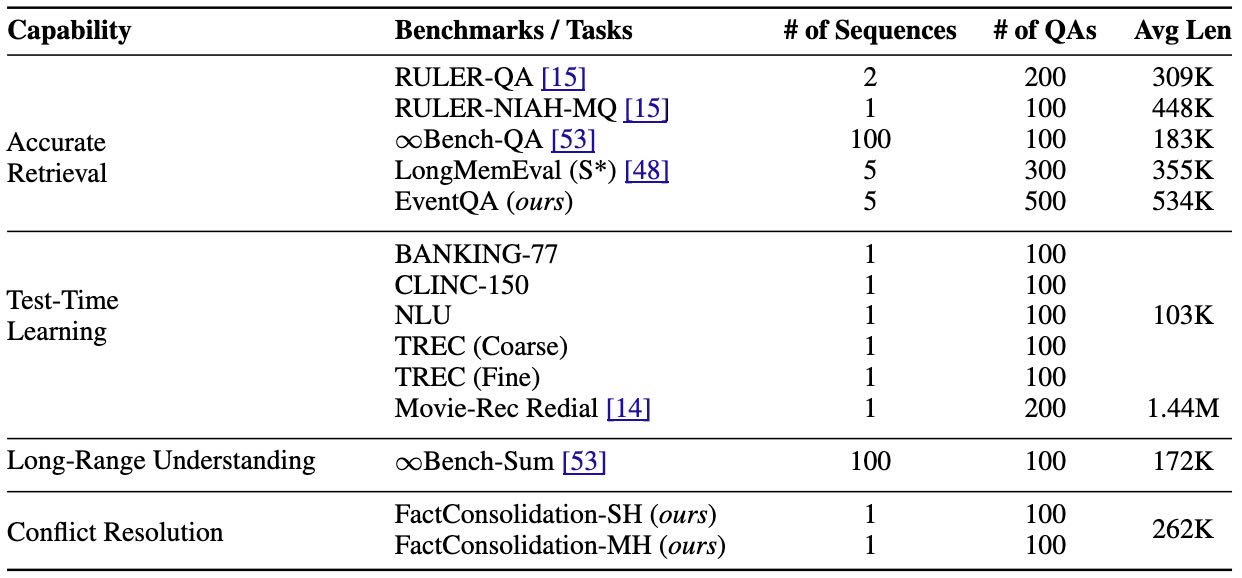 Capability Benchmarks / Tasks # of Sequences # of QAs Avg Len
Accurate Retrieval
RULER-QA [15] 2 200 309K
RULER-NIAH-MQ [15] 1 100 448K
∞Bench-QA [53] 100 100 183K
LongMemEval (S*) [48] 5 300 355K
EventQA (ours) 5 500 534K
Test-Time Learning
BANKING-77 1 100
CLINC-150 1 100
NLU 1 100 103K
TREC (Coarse) 1 100
TREC (Fine) 1 100
Movie-Rec Redial [14] 1 200 1.44M
Long-Range Understanding ∞Bench-Sum [53] 100 100 172K
Conflict Resolution
FactConsolidation-SH (ours) 1 100
262K
FactConsolidation-MH (ours) 1 100